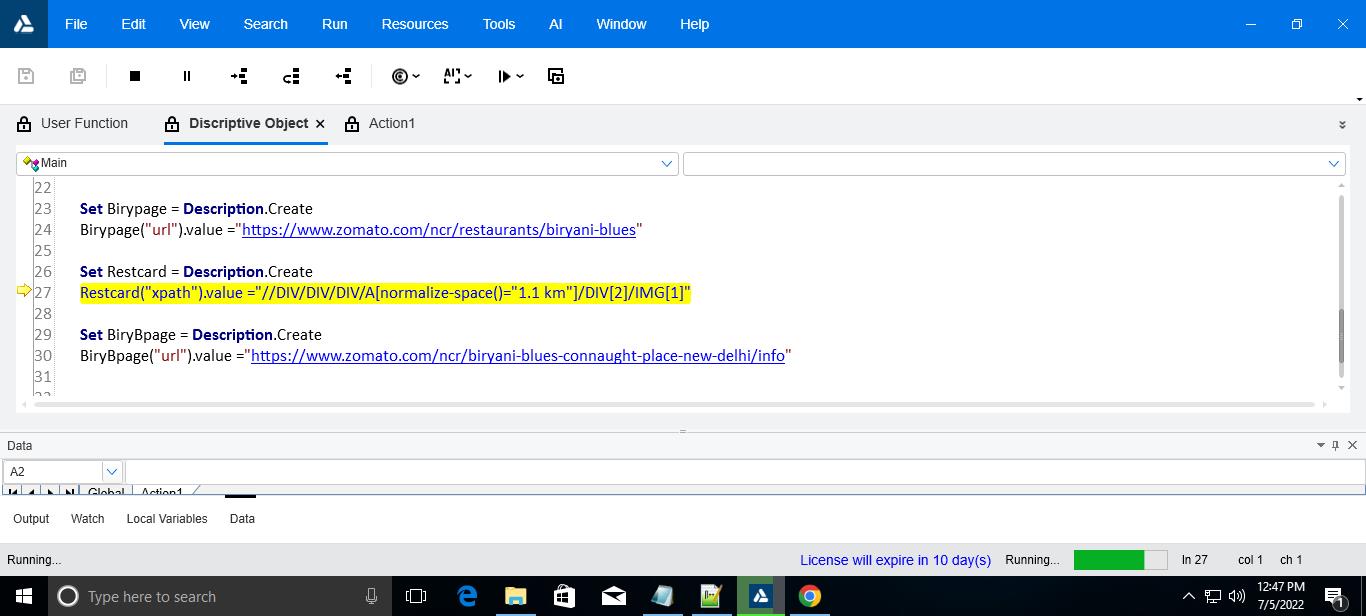 File Edit View Search Run Resources Tools AI Window Help
User Function Descriptive Object Action1
Main
22
23 Set Birypage = Description.Create
24 Birypage("url").value ="https://www.zomato.com/ncr/restaurants/biryani-blues"
25
26 Set Restcard = Description.Create
27 Restcard("xpath").value ="//DIV/DIV/DIV/A[normalize-space()="1.1 km"]/DIV[2]/IMG[1]"
28
29 Set BiryBpage = Description.Create
30 BiryBpage("url").value ="https://www.zomato.com/ncr/biryani-blues-connaught-place-new-delhi/info"
31
Data
A2
Global Action1
Output Watch Local Variables Data
Running... License will expire in 10 day(s) Running... ln 27 col 1 ch 1
Type here to search
12:47 PM
7/5/2022
1